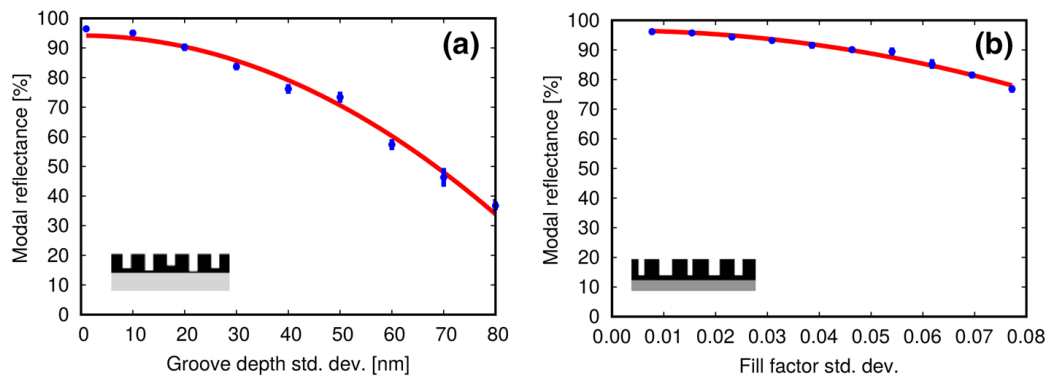 100
90
80
70
60
50
40
30
20
10
0
Modal reflectance [%]
(a)
0 10 20 30 40 50 60 70 80
Groove depth std. dev. [nm]
100
90
80
70
60
50
40
30
20
10
0
Modal reflectance [%]
(b)
0.00 0.01 0.02 0.03 0.04 0.05 0.06 0.07 0.08
Fill factor std. dev.